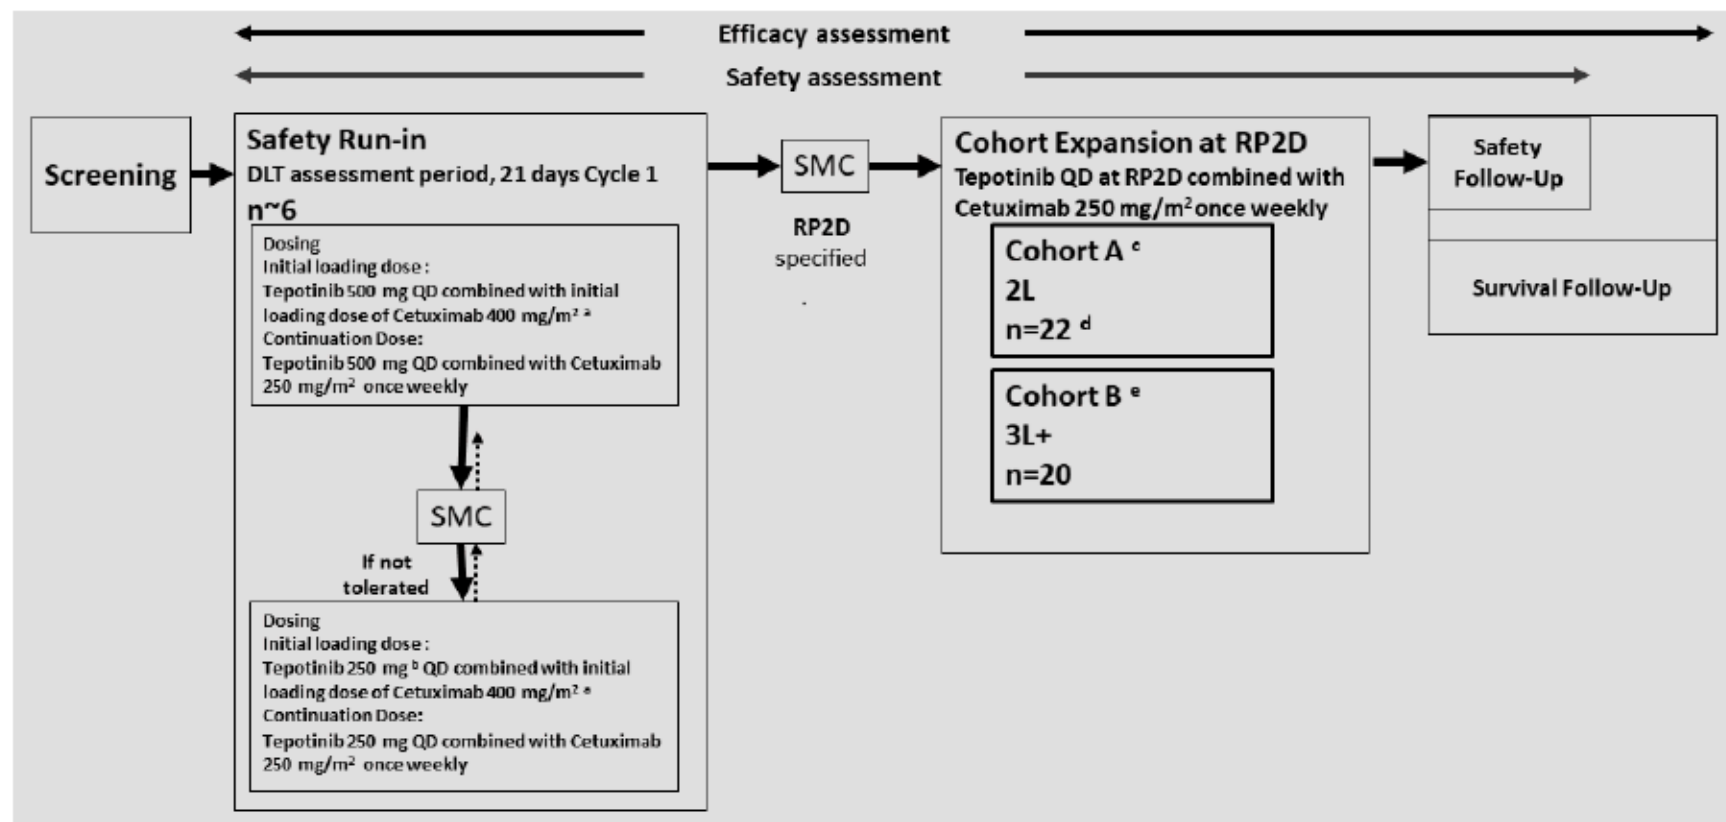 Efficacy assessment
Safety assessment
Screening
Safety Run-in
DLT assessment period, 21 days Cycle 1
n~6
Dosing
Initial loading dose :
Tepotinib 500 mg QD combined with initial
loading dose of Cetuximab 400 mg/m² ᵃ
Continuation Dose:
Tepotinib 500 mg QD combined with Cetuximab
250 mg/m² once weekly
SMC
If not
tolerated
Dosing
Initial loading dose :
Tepotinib 250 mg ᵇ QD combined with initial
loading dose of Cetuximab 400 mg/m² ᵃ
Continuation Dose:
Tepotinib 250 mg QD combined with Cetuximab
250 mg/m² once weekly
SMC
RP2D
specified
Cohort Expansion at RP2D
Tepotinib QD at RP2D combined with
Cetuximab 250 mg/m² once weekly
Cohort A ᶜ
2L
n=22 ᵈ
Cohort B ᵉ
3L+
n=20
Safety
Follow-Up
Survival Follow-Up